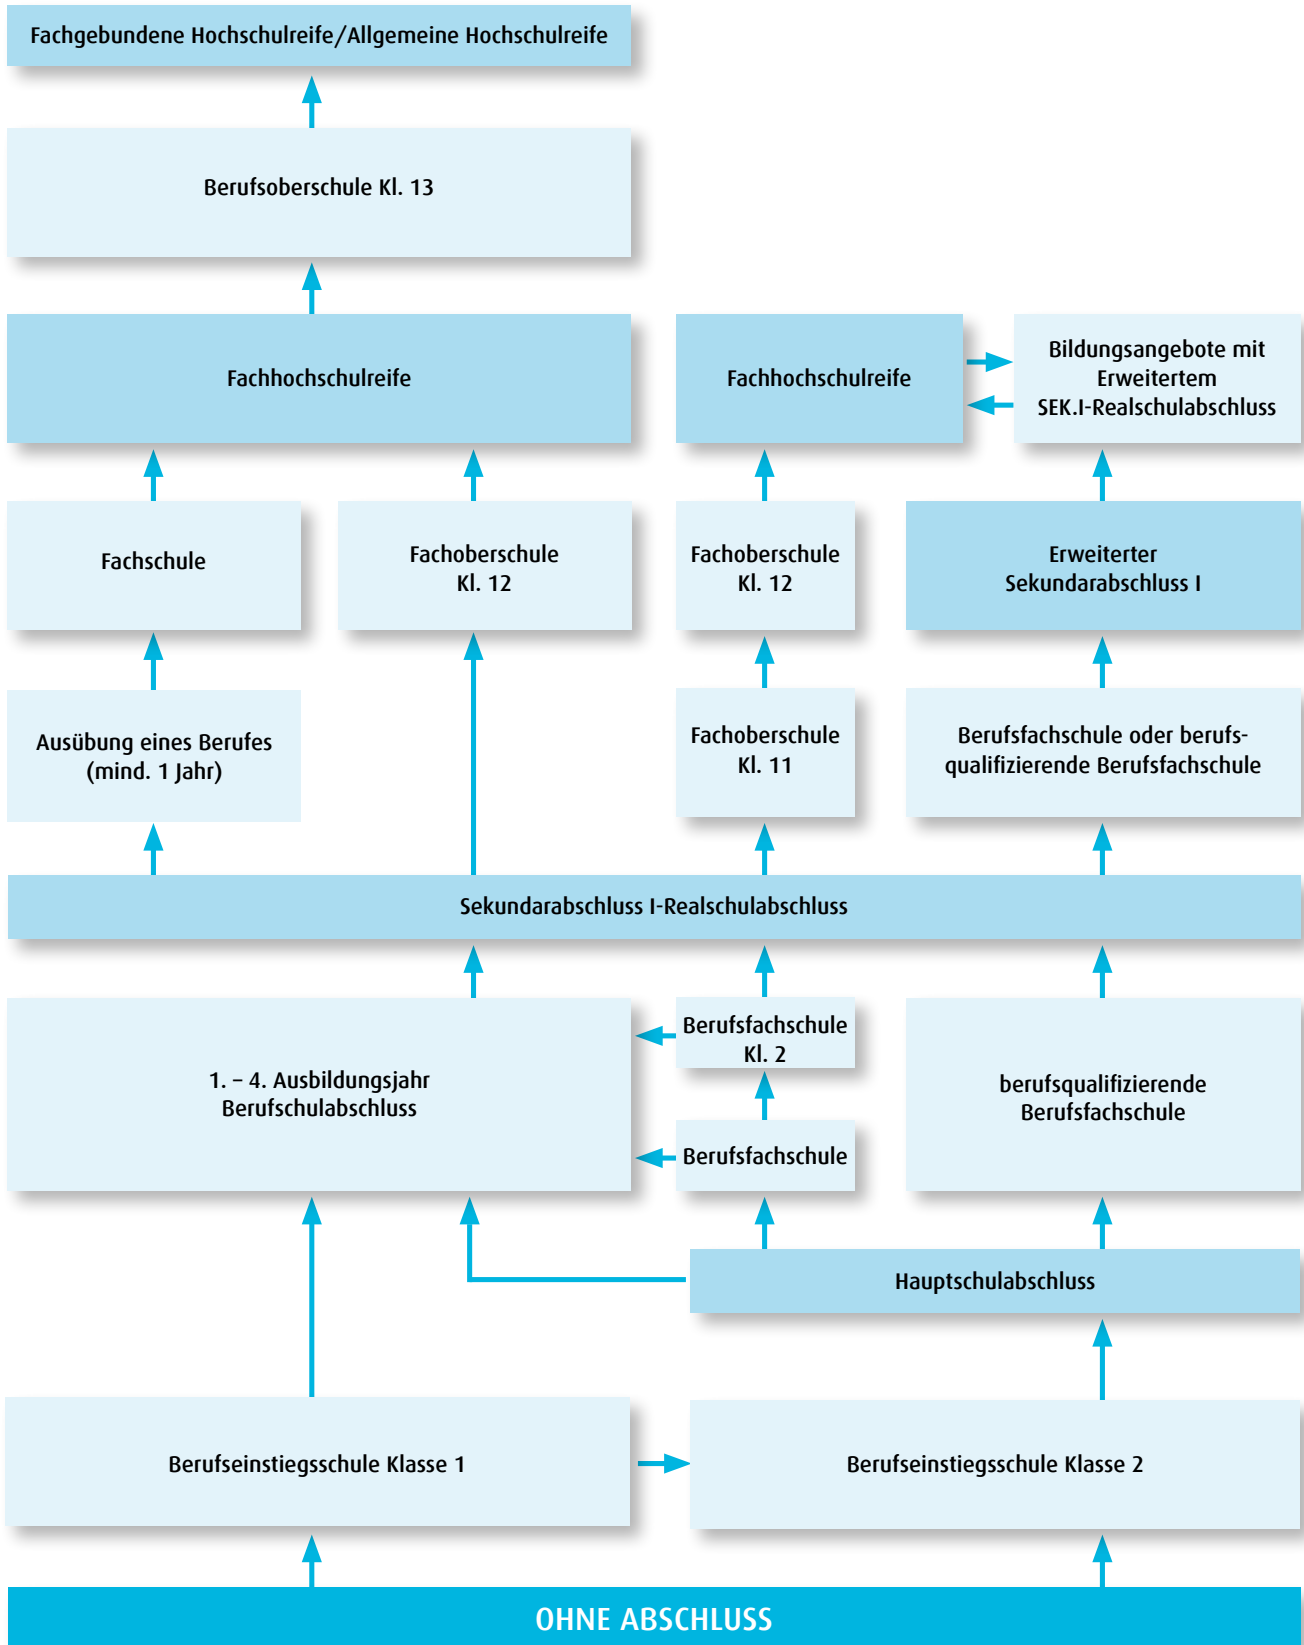 Fachgebundene Hochschulreife/Allgemeine Hochschulreife
Berufsoberschule Kl. 13
Fachhochschulreife
Fachhochschulreife
Bildungsangebote mit
Erweitertem
SEK.I-Realschulabschluss
Fachschule
Fachoberschule
Kl. 12
Fachoberschule
Kl. 12
Erweiterter
Sekundarabschluss I
Ausübung eines Berufes
(mind. 1 Jahr)
Fachoberschule
Kl. 11
Berufsfachschule oder berufs-
qualifizierende Berufsfachschule
Sekundarabschluss I-Realschulabschluss
1. – 4. Ausbildungsjahr
Berufschulabschluss
Berufsfachschule
Kl. 2
Berufsfachschule
berufsqualifizierende
Berufsfachschule
Hauptschulabschluss
Berufseinstiegsschule Klasse 1
Berufseinstiegsschule Klasse 2
OHNE ABSCHLUSS